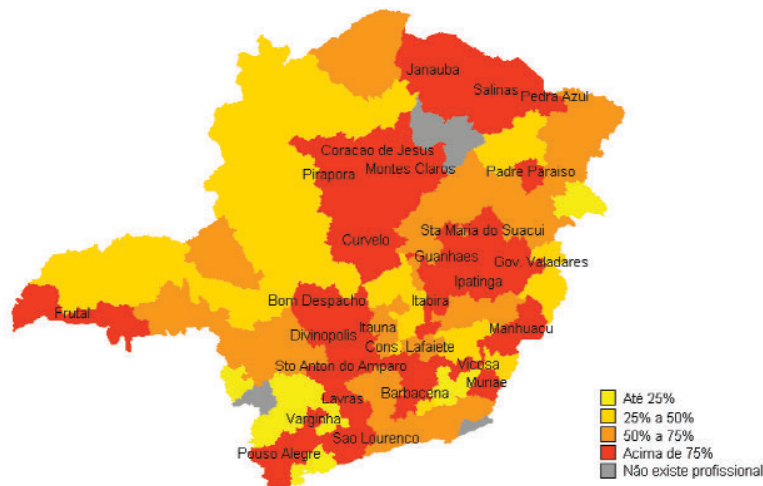 Janauba
Salinas
Pedra Azul
Coracao de Jesus
Montes Claros
Pirapora
Padre Paraiso
Sta Maria do Suacui
Curvelo
Guanhaes
Gov. Valadares
Ipatinga
Bom Despacho
Itabira
Frutal
Itauna
Manhuacu
Divinopolis
Cons. Lafaiete
Sto Anton do Amparo
Vicosa
Muriae
Barbacena
Lavras
Varginha
Sao Lourenco
Pouso Alegre
Até 25%
25% a 50%
50% a 75%
Acima de 75%
Não existe profissional